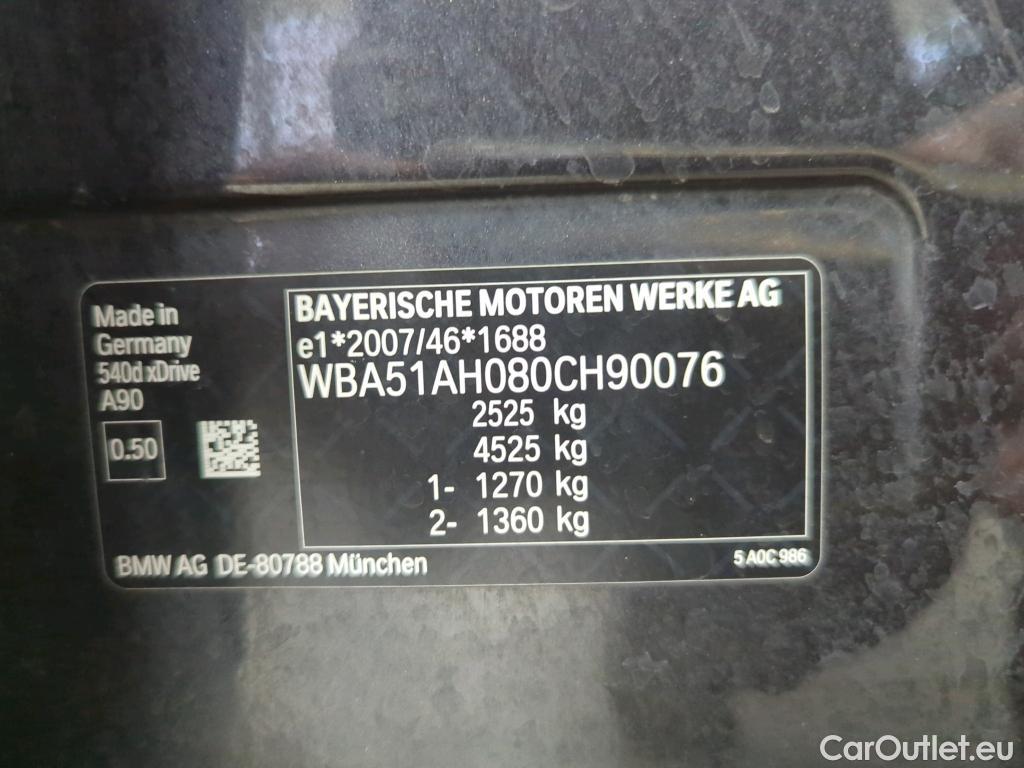 Made in
Germany
540d xDrive
A90
0.50
BAYERISCHE MOTOREN WERKE AG
e1*2007/46*1688
WBA51AH080CH90076
2525 kg
4525 kg
1- 1270 kg
2- 1360 kg
BMW AG DE-80788 München
5 A0C 986
CarOutlet.eu